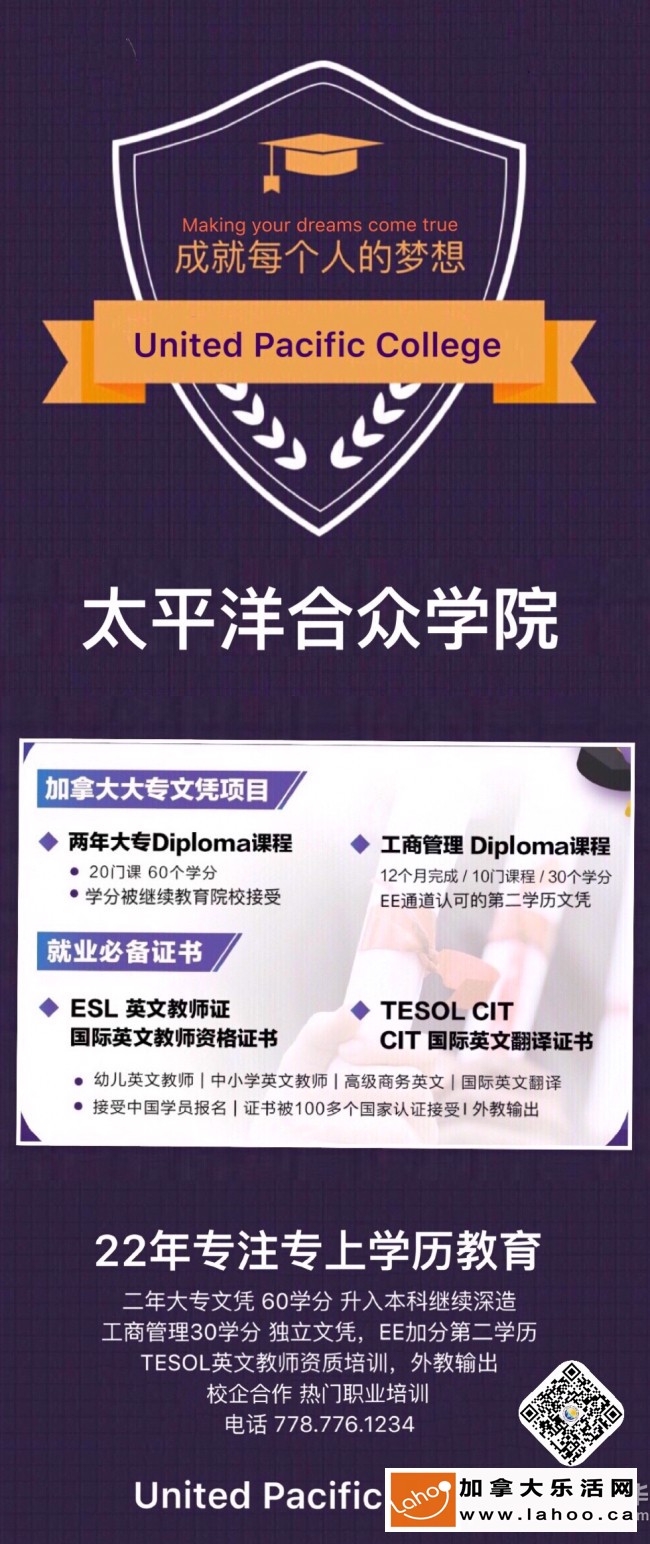 Making your dreams come true
成就每个人的梦想
United Pacific College
太平洋合众学院
加拿大大专文凭项目
两年大专Diploma课程
20门课 60个学分
学分被继续教育院校接受
工商管理 Diploma课程
12个月完成 / 10门课程 / 30个学分
EE通道认可的第二学历文凭
就业必备证书
ESL 英文教师证
国际英文教师资格证书
TESOL CIT
CIT 国际英文翻译证书
幼儿英文教师 | 中小学英文教师 | 高级商务英文 | 国际英文翻译
接受中国学员报名 | 证书被100多个国家认证接受 | 外教输出
22年专注专上学历教育
二年大专文凭 60学分 升入本科继续深造
工商管理30学分 独立文凭，EE加分第二学历
TESOL英文教师资质培训，外教输出
校企合作 热门职业培训
电话 778.776.1234
United Pacific
Lahoo
加拿大乐活网
www.lahoo.ca